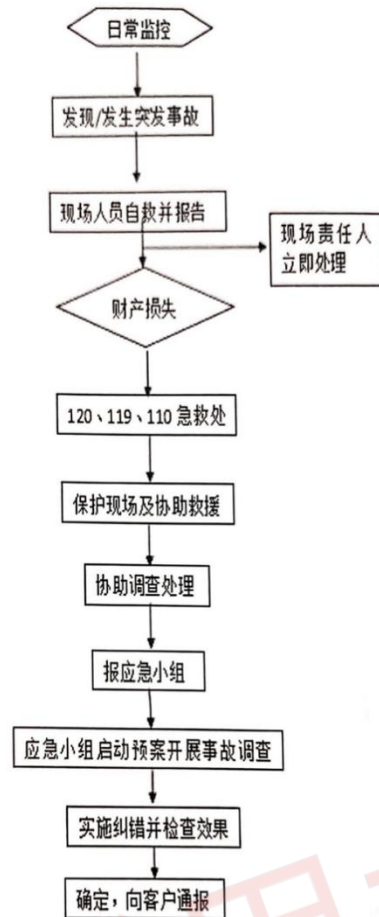 日常监控
发现/发生突发事故
现场人员自救并报告
现场责任人
立即处理
财产损失
120、119、110 急救处
保护现场及协助救援
协助调查处理
报应急小组
应急小组启动预案开展事故调查
实施纠错并检查效果
确定，向客户通报